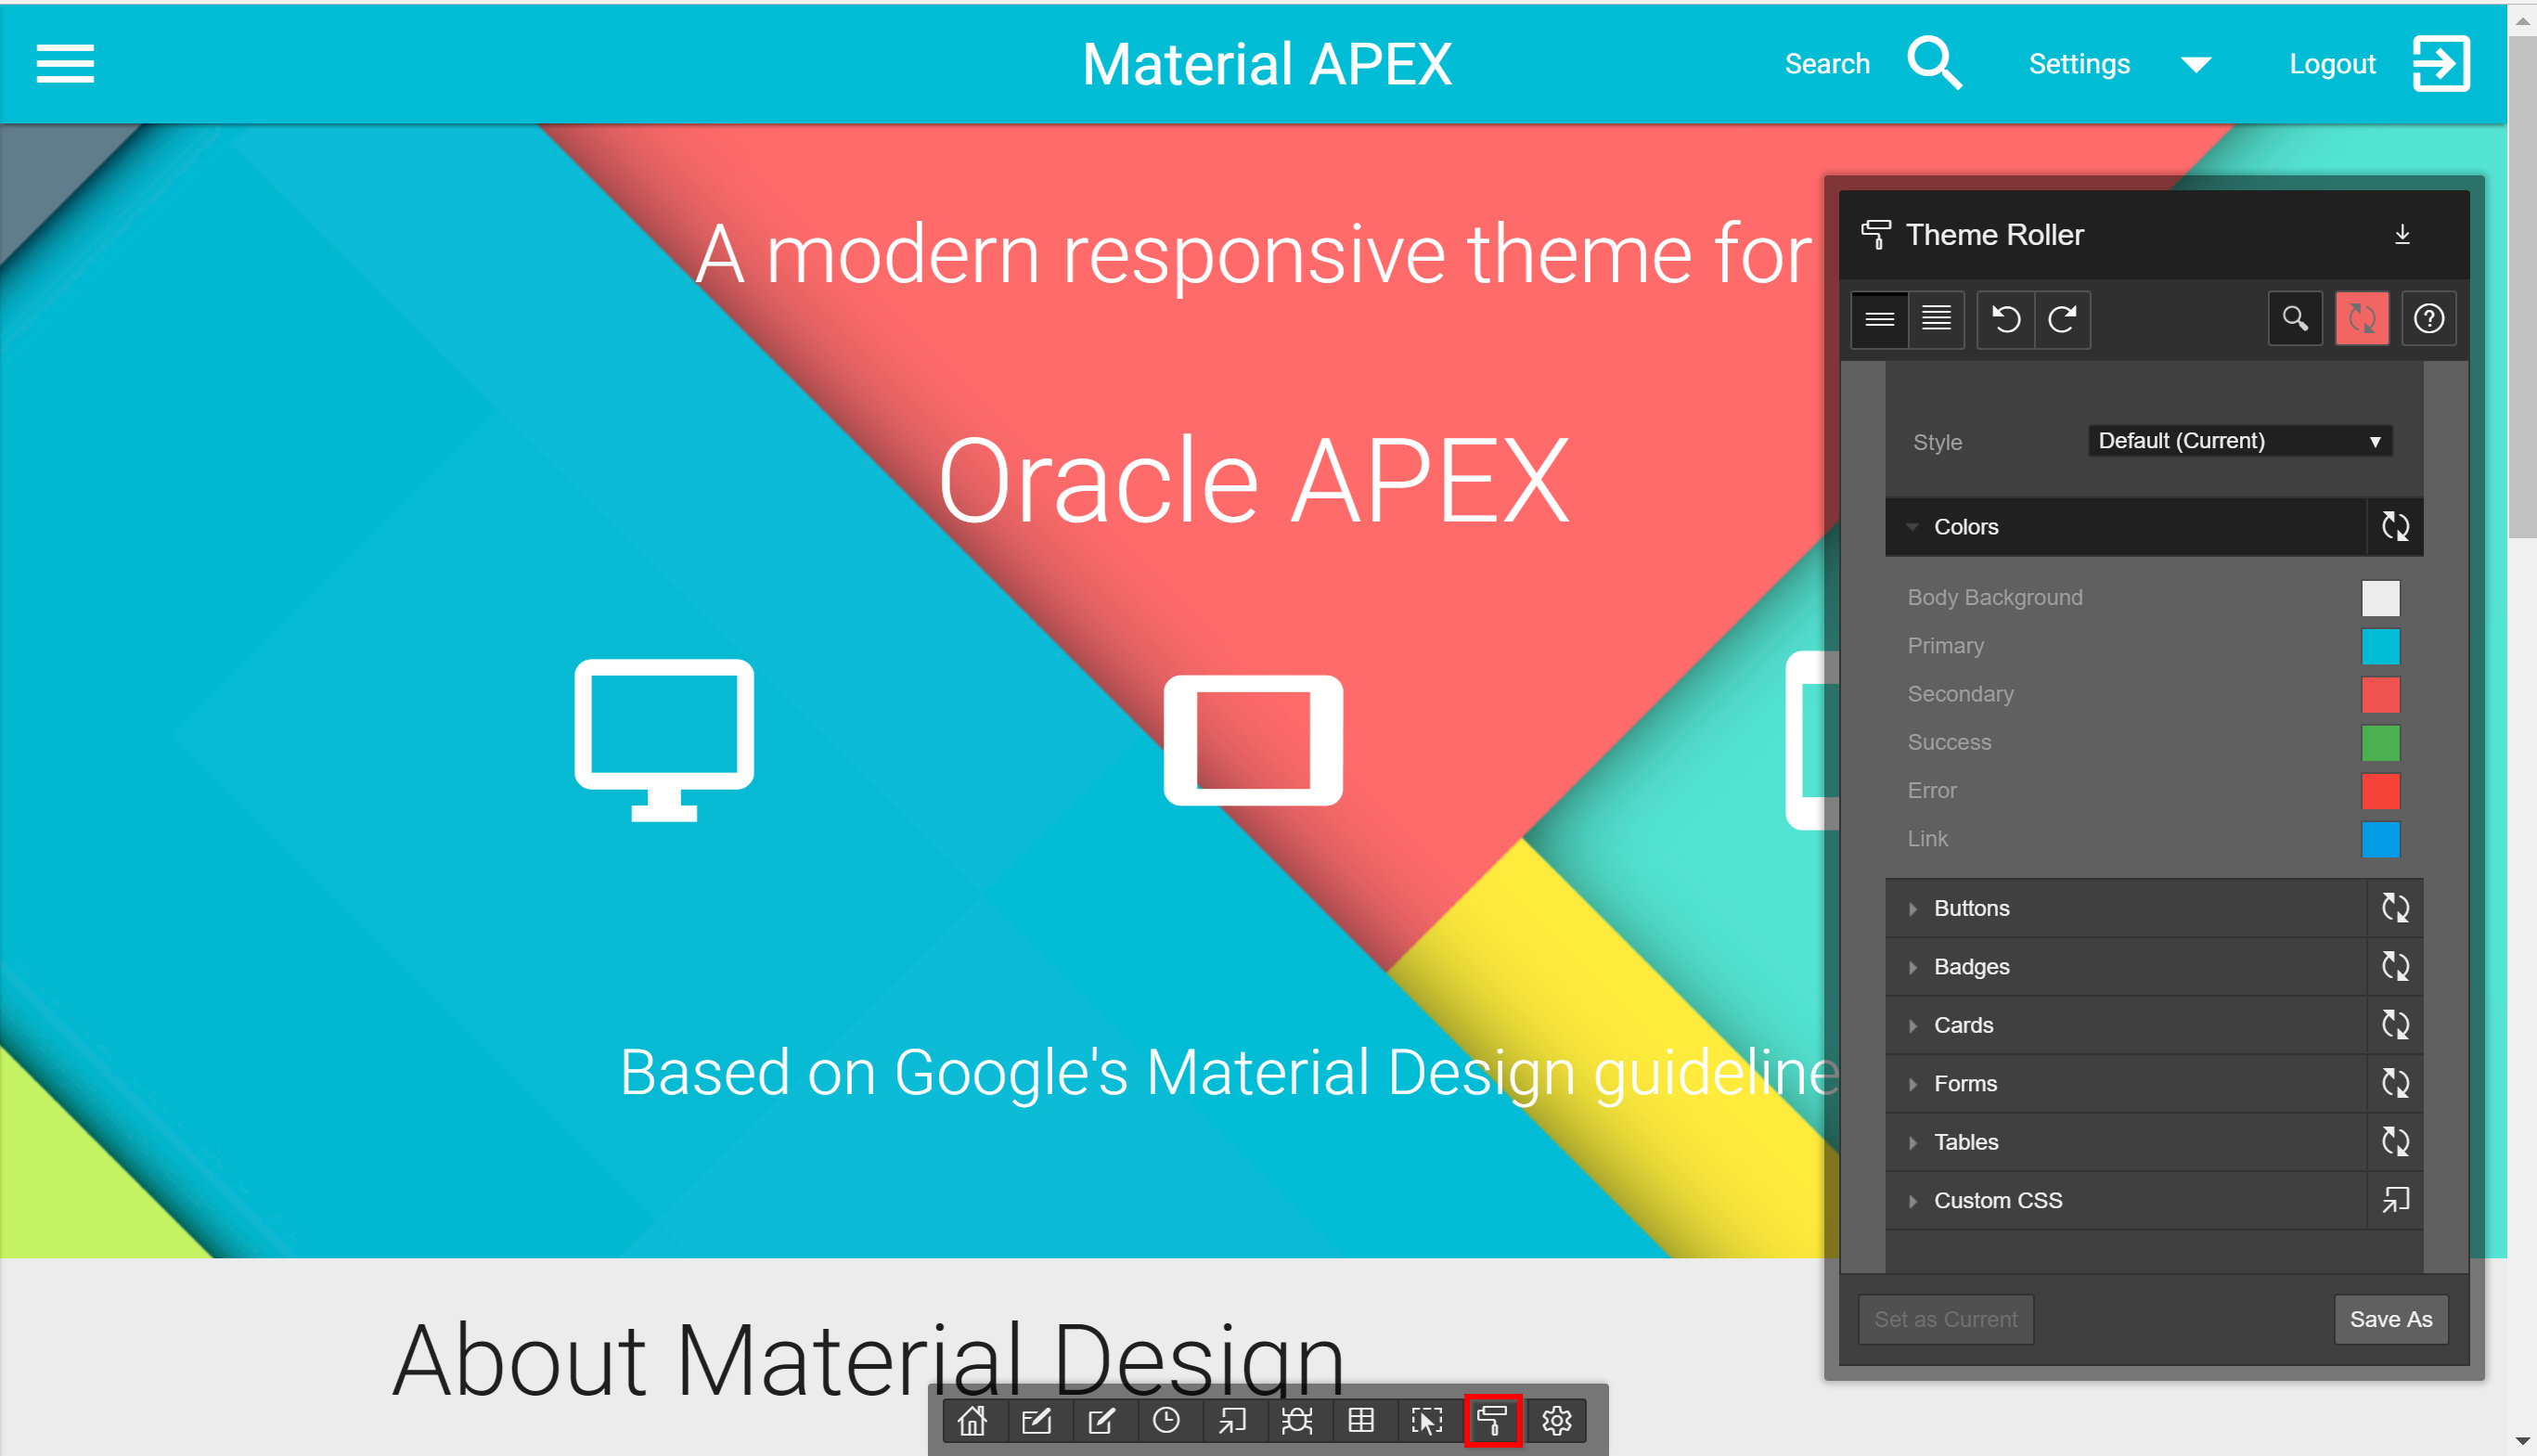 Material APEX
Search
Settings
Logout
A modern responsive theme for
Oracle APEX
Based on Google's Material Design guideline
About Material Design
Theme Roller
Style
Default (Current)
Colors
Body Background
Primary
Secondary
Success
Error
Link
Buttons
Badges
Cards
Forms
Tables
Custom CSS
Set as Current
Save As